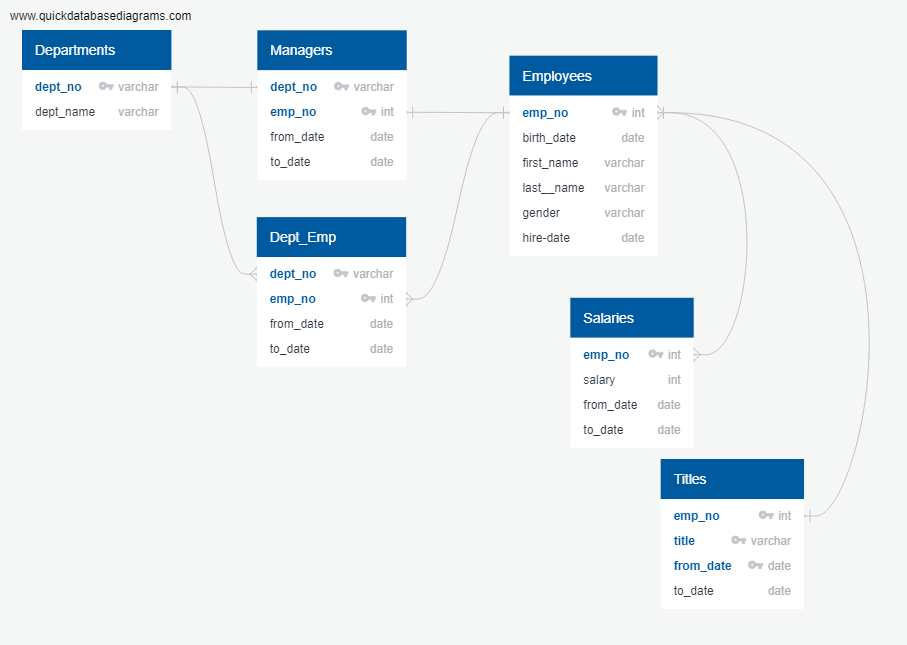 www.quickdatabasediagrams.com
Departments
dept_no varchar
dept_name varchar
Managers
dept_no varchar
emp_no int
from_date date
to_date date
Employees
emp_no int
birth_date date
first_name varchar
last__name varchar
gender varchar
hire-date date
Dept_Emp
dept_no varchar
emp_no int
from_date date
to_date date
Salaries
emp_no int
salary int
from_date date
to_date date
Titles
emp_no int
title varchar
from_date date
to_date date